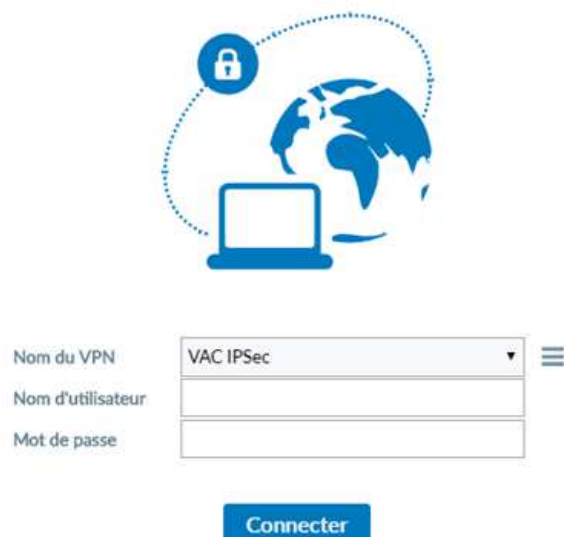 Nom du VPN VAC IPSec
Nom d'utilisateur
Mot de passe
Connecter